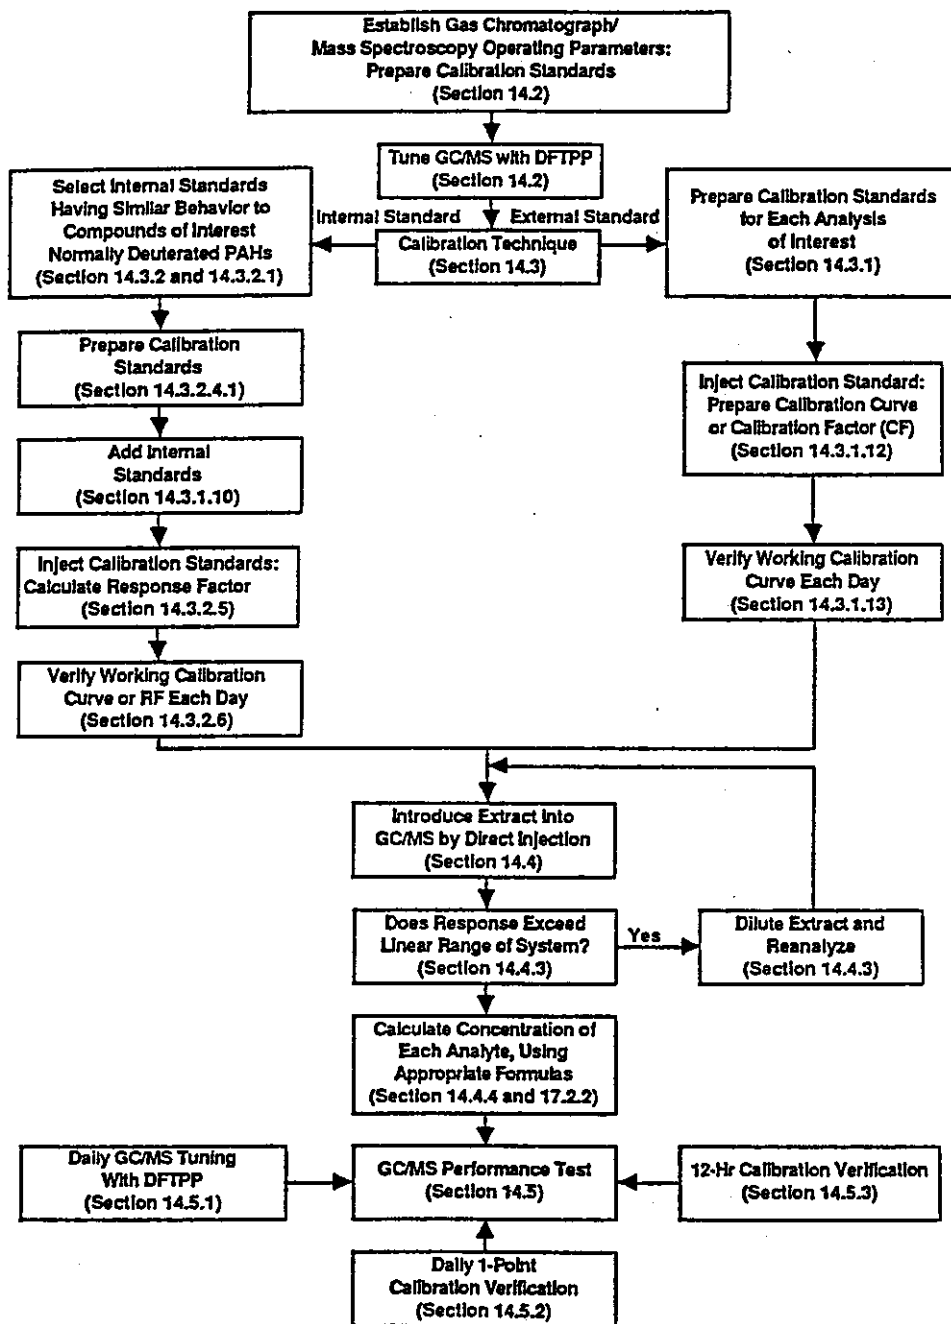 Establish Gas Chromatograph/
Mass Spectroscopy Operating Parameters:
Prepare Calibration Standards
(Section 14.2)
Tune GC/MS with DFTPP
(Section 14.2)
Select Internal Standards
Having Similar Behavior to
Compounds of Interest
Normally Deuterated PAHs
(Section 14.3.2 and 14.3.2.1)
Internal Standard
External Standard
Calibration Technique
(Section 14.3)
Prepare Calibration Standards
for Each Analysis
of Interest
(Section 14.3.1)
Prepare Calibration
Standards
(Section 14.3.2.4.1)
Inject Calibration Standard:
Prepare Calibration Curve
or Calibration Factor (CF)
(Section 14.3.1.12)
Add Internal
Standards
(Section 14.3.1.10)
Inject Calibration Standards:
Calculate Response Factor
(Section 14.3.2.5)
Verify Working Calibration
Curve Each Day
(Section 14.3.1.13)
Verify Working Calibration
Curve or RF Each Day
(Section 14.3.2.6)
Introduce Extract into
GC/MS by Direct Injection
(Section 14.4)
Does Response Exceed
Linear Range of System?
(Section 14.4.3)
Yes
Dilute Extract and
Reanalyze
(Section 14.4.3)
Calculate Concentration of
Each Analyte, Using
Appropriate Formulas
(Section 14.4.4 and 17.2.2)
Daily GC/MS Tuning
With DFTPP
(Section 14.5.1)
GC/MS Performance Test
(Section 14.5)
12-Hr Calibration Verification
(Section 14.5.3)
Daily 1-Point
Calibration Verification
(Section 14.5.2)